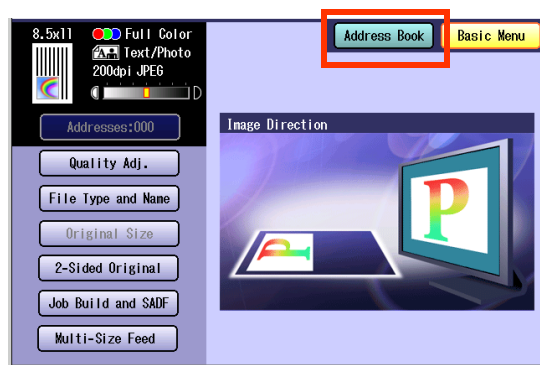 8.5x11 Full Color
A Text/Photo
200dpi JPEG
Addresses:000
Quality Adj.
File Type and Name
Original Size
2-Sided Original
Job Build and SADF
Multi-Size Feed
Address Book
Basic Menu
Image Direction
P
P